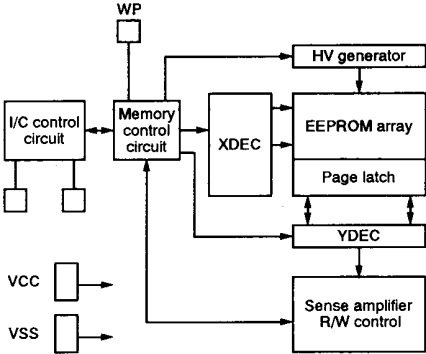 WP
HV generator
I/C control
circuit
Memory
control
circuit
XDEC
EEPROM array
Page latch
YDEC
VCC
VSS
Sense amplifier
R/W control